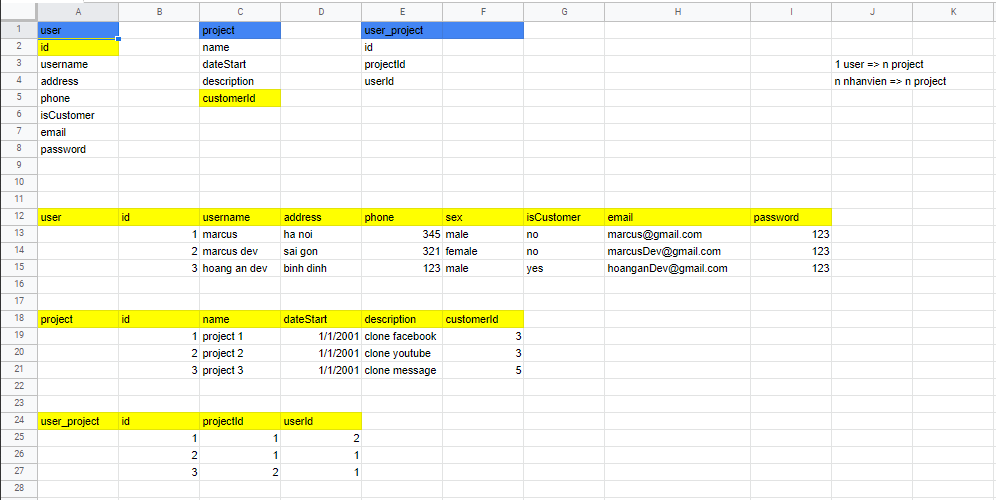 A B C D E F G H I J K
1 user project user_project
2 id name id
3 username dateStart projectId 1 user => n project
4 address description userId n nhanvien => n project
5 phone customerId
6 isCustomer
7 email
8 password
9
10
11
12 user id username address phone sex isCustomer email password
13 1 marcus ha noi 345 male no marcus@gmail.com 123
14 2 marcus dev sai gon 321 female no marcusDev@gmail.com 123
15 3 hoang an dev binh dinh 123 male yes hoanganDev@gmail.com 123
16
17
18 project id name dateStart description customerId
19 1 project 1 1/1/2001 clone facebook 3
20 2 project 2 1/1/2001 clone youtube 3
21 3 project 3 1/1/2001 clone message 5
22
23
24 user_project id projectId userId
25 1 1 2
26 2 1 1
27 3 2 1
28